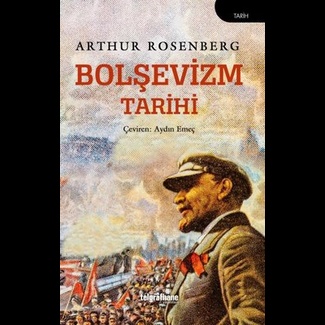 TARİH
ARTHUR ROSENBERG
BOLŞEVİZM
TARİHİ
Çeviren: Aydın Emeç
telgrafhane